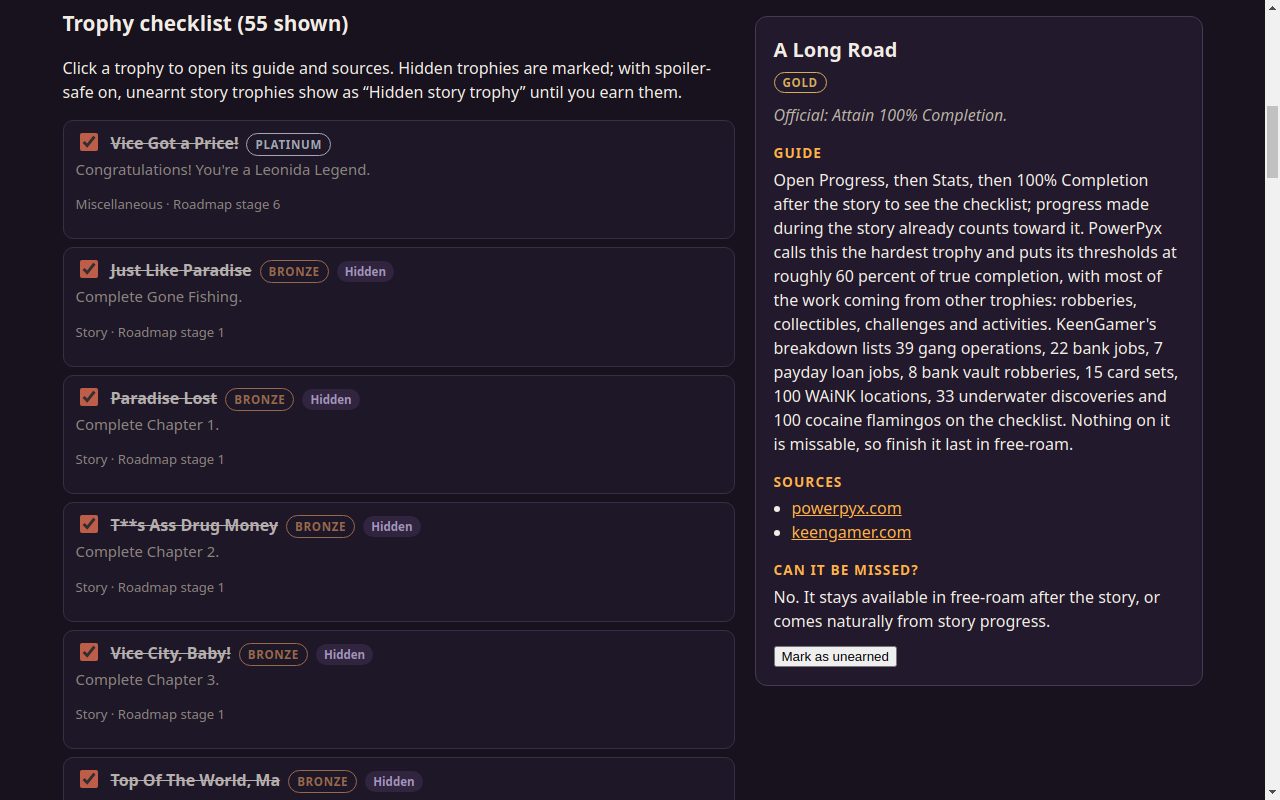 Trophy checklist (55 shown)
Click a trophy to open its guide and sources. Hidden trophies are marked; with spoiler-
safe on, unearnt story trophies show as “Hidden story trophy” until you earn them.
Vice Got a Price! PLATINUM
Congratulations! You're a Leonida Legend.
Miscellaneous · Roadmap stage 6
Just Like Paradise BRONZE Hidden
Complete Gone Fishing.
Story · Roadmap stage 1
Paradise Lost BRONZE Hidden
Complete Chapter 1.
Story · Roadmap stage 1
T**s Ass Drug Money BRONZE Hidden
Complete Chapter 2.
Story · Roadmap stage 1
Vice City, Baby! BRONZE Hidden
Complete Chapter 3.
Story · Roadmap stage 1
Top Of The World, Ma BRONZE Hidden
A Long Road
GOLD
Official: Attain 100% Completion.
GUIDE
Open Progress, then Stats, then 100% Completion
after the story to see the checklist; progress made
during the story already counts toward it. PowerPyx
calls this the hardest trophy and puts its thresholds at
roughly 60 percent of true completion, with most of
the work coming from other trophies: robberies,
collectibles, challenges and activities. KeenGamer's
breakdown lists 39 gang operations, 22 bank jobs, 7
payday loan jobs, 8 bank vault robberies, 15 card sets,
100 WAiNK locations, 33 underwater discoveries and
100 cocaine flamingos on the checklist. Nothing on it
is missable, so finish it last in free-roam.
SOURCES
powerpyx.com
keengamer.com
CAN IT BE MISSED?
No. It stays available in free-roam after the story, or
comes naturally from story progress.
Mark as unearned